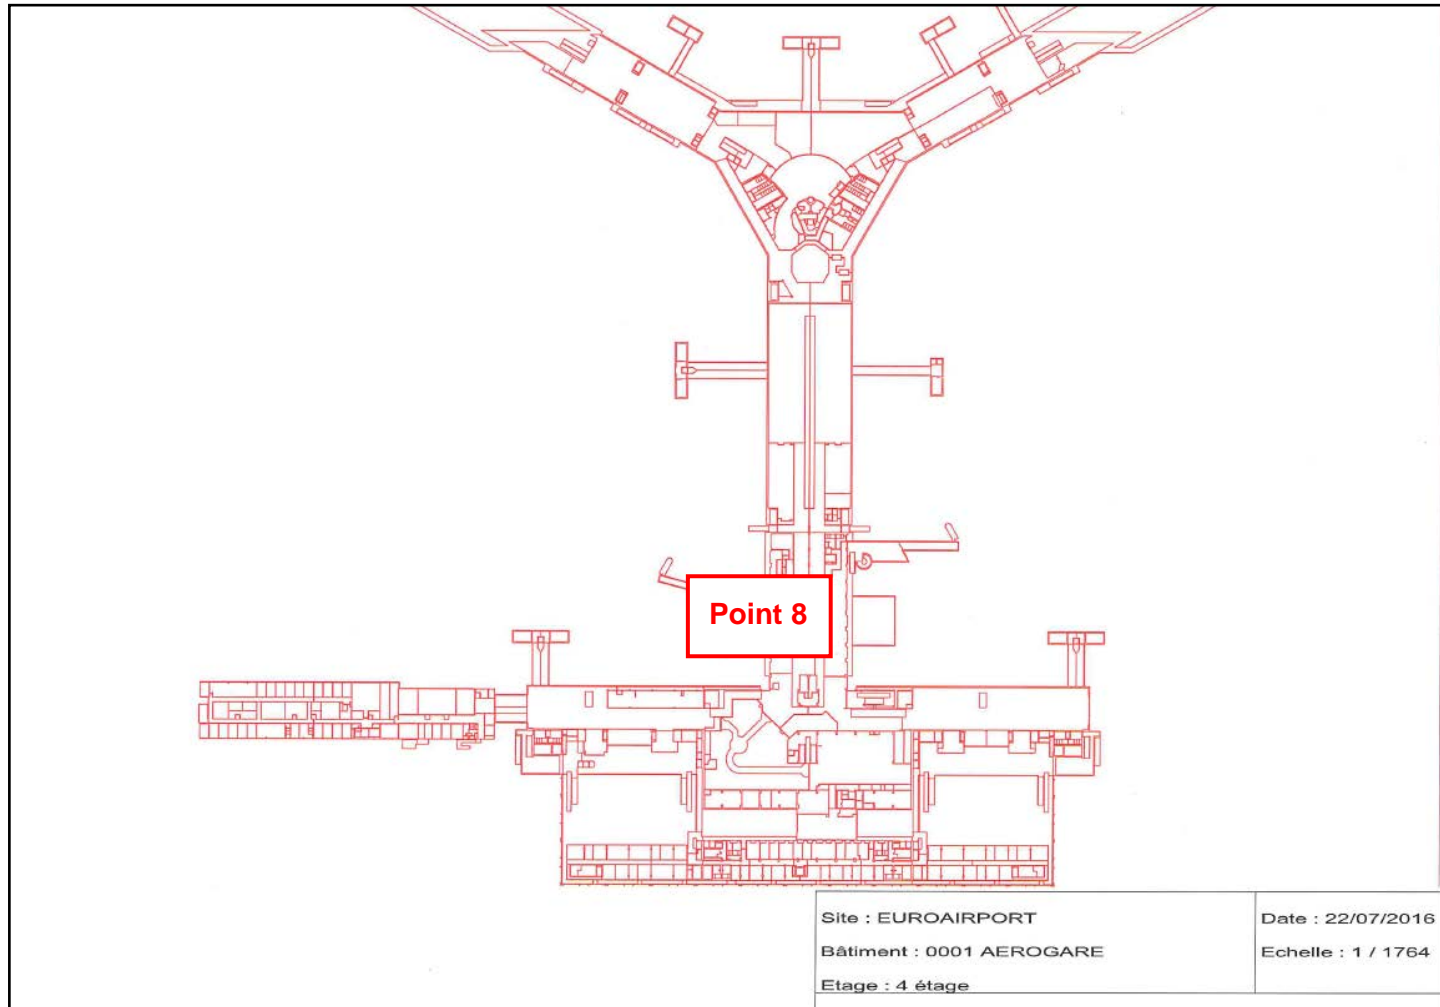 Point 8
Site : EUROAIRPORT
Date : 22/07/2016
Bâtiment : 0001 AEROGARE
Echelle : 1 / 1764
Etage : 4 étage